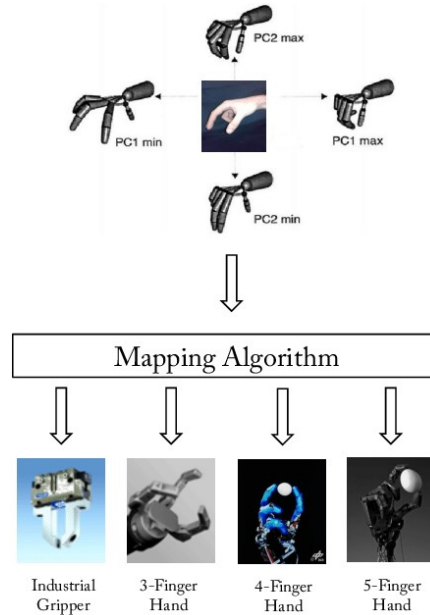 PC2 max
PC1 min
PC1 max
PC2 min
Mapping Algorithm
Industrial
Gripper
3-Finger
Hand
4-Finger
Hand
5-Finger
Hand